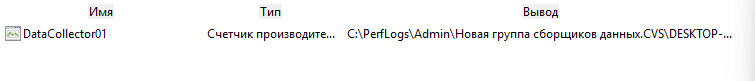 Имя Тип Вывод
DataCollector01 Счетчик производите... C:\PerfLogs\Admin\Новая группа сборщиков данных.CVS\DESKTOP-...